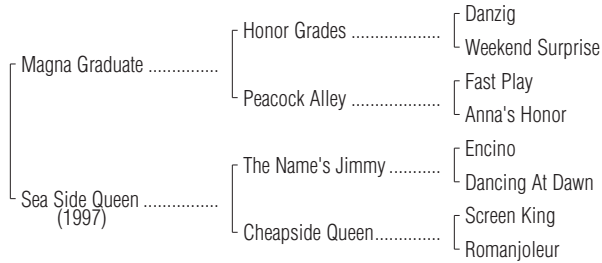 Danzig
Honor Grades ...................
Weekend Surprise
Magna Graduate ...............
Fast Play
Peacock Alley ...................
Anna's Honor
Encino
The Name's Jimmy ...........
Dancing At Dawn
Sea Side Queen ................
(1997)
Screen King
Cheapside Queen..............
Romanjoleur